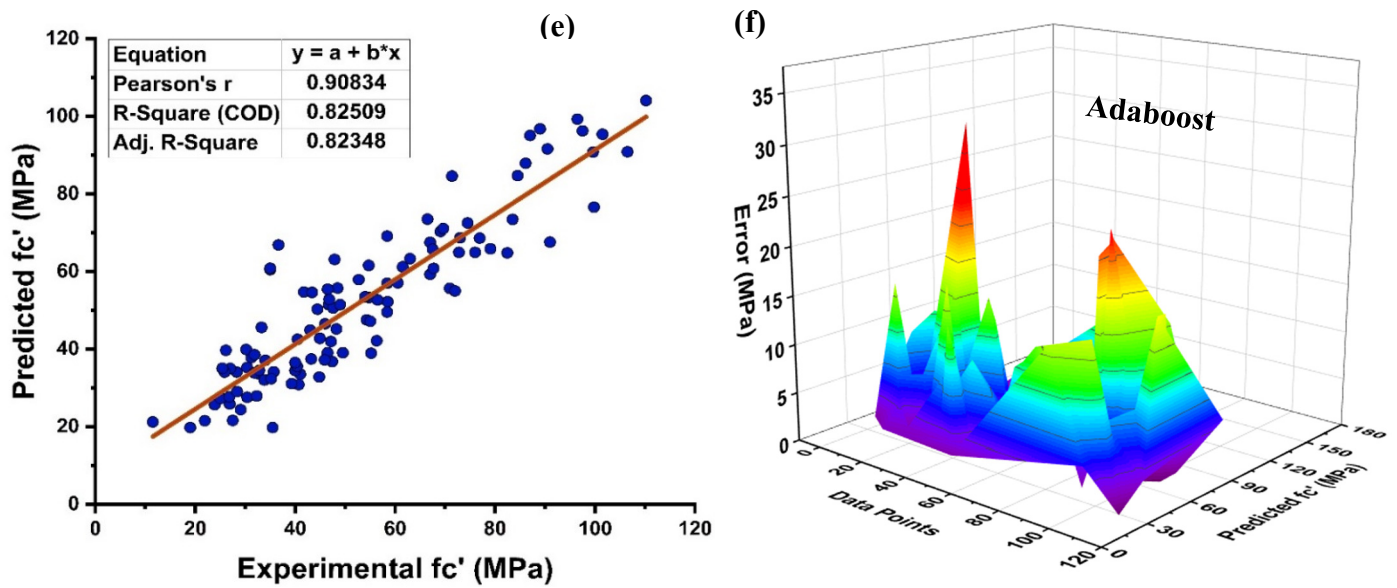 (e)
Equation y = a + b*x
Pearson's r 0.90834
R-Square (COD) 0.82509
Adj. R-Square 0.82348
Predicted fc' (MPa)
120
100
80
60
40
20
0
0 20 40 60 80 100 120
Experimental fc' (MPa)
(f)
Adaboost
Error (MPa)
35
30
25
20
15
10
5
0
0 20 40 60 80 100 120
Data Points
0 30 60 90 120 150 180
Predicted fc' (MPa)